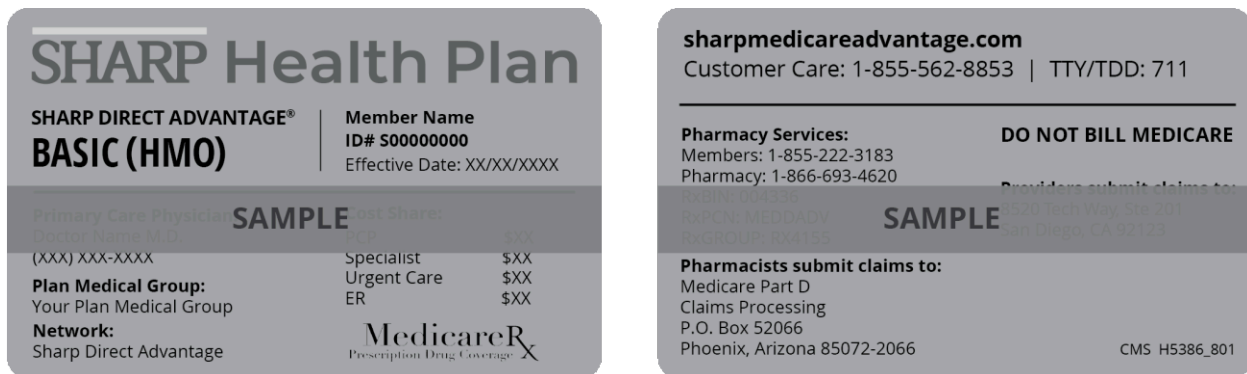 SHARP Health Plan
SHARP DIRECT ADVANTAGE®
BASIC (HMO)
Member Name
ID# S00000000
Effective Date: XX/XX/XXXX
Primary Care Physician
Doctor Name M.D.
(XXX) XXX-XXXX
Plan Medical Group:
Your Plan Medical Group
Network:
Sharp Direct Advantage
Cost Share:
PCP $XX
Specialist $XX
Urgent Care $XX
ER $XX
MedicareRx
Prescription Drug Coverage
SAMPLE
sharpmedicareadvantage.com
Customer Care: 1-855-562-8853 | TTY/TDD: 711
Pharmacy Services:
Members: 1-855-222-3183
Pharmacy: 1-866-693-4620
RxBIN: 004336
RxPCN: MEDDADV
RxGROUP: RX4155
Pharmacists submit claims to:
Medicare Part D
Claims Processing
P.O. Box 52066
Phoenix, Arizona 85072-2066
DO NOT BILL MEDICARE
Providers submit claims to:
8520 Tech Way, Ste 201
San Diego, CA 92123
SAMPLE
CMS H5386_801